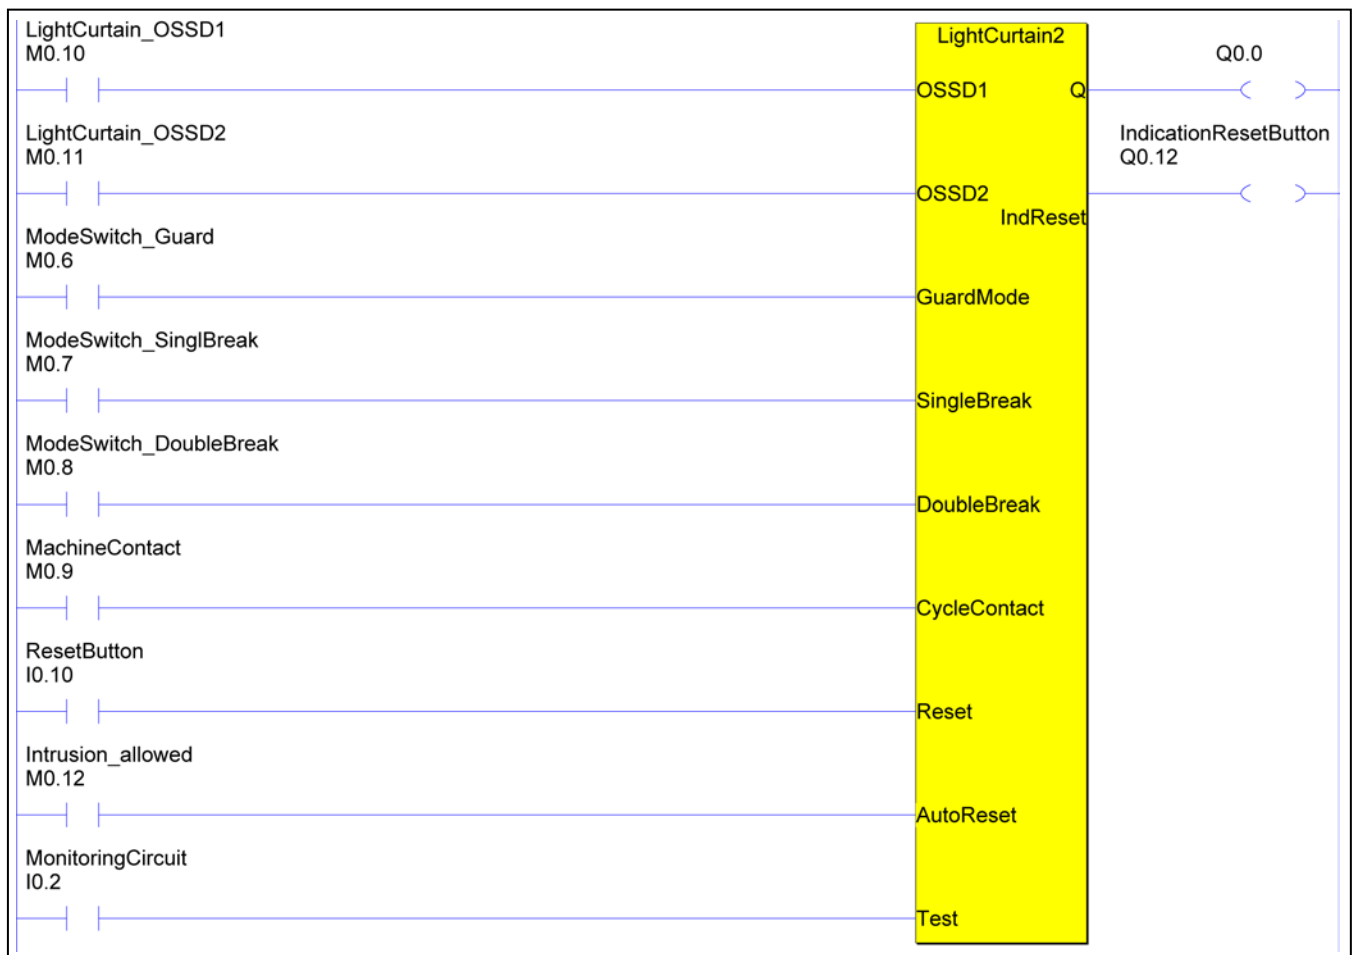 LightCurtain_OSSD1
M0.10
LightCurtain2
Q0.0
OSSD1 Q
LightCurtain_OSSD2
M0.11
IndicationResetButton
Q0.12
OSSD2
IndReset
ModeSwitch_Guard
M0.6
GuardMode
ModeSwitch_SinglBreak
M0.7
SingleBreak
ModeSwitch_DoubleBreak
M0.8
DoubleBreak
MachineContact
M0.9
CycleContact
ResetButton
I0.10
Reset
Intrusion_allowed
M0.12
AutoReset
MonitoringCircuit
I0.2
Test